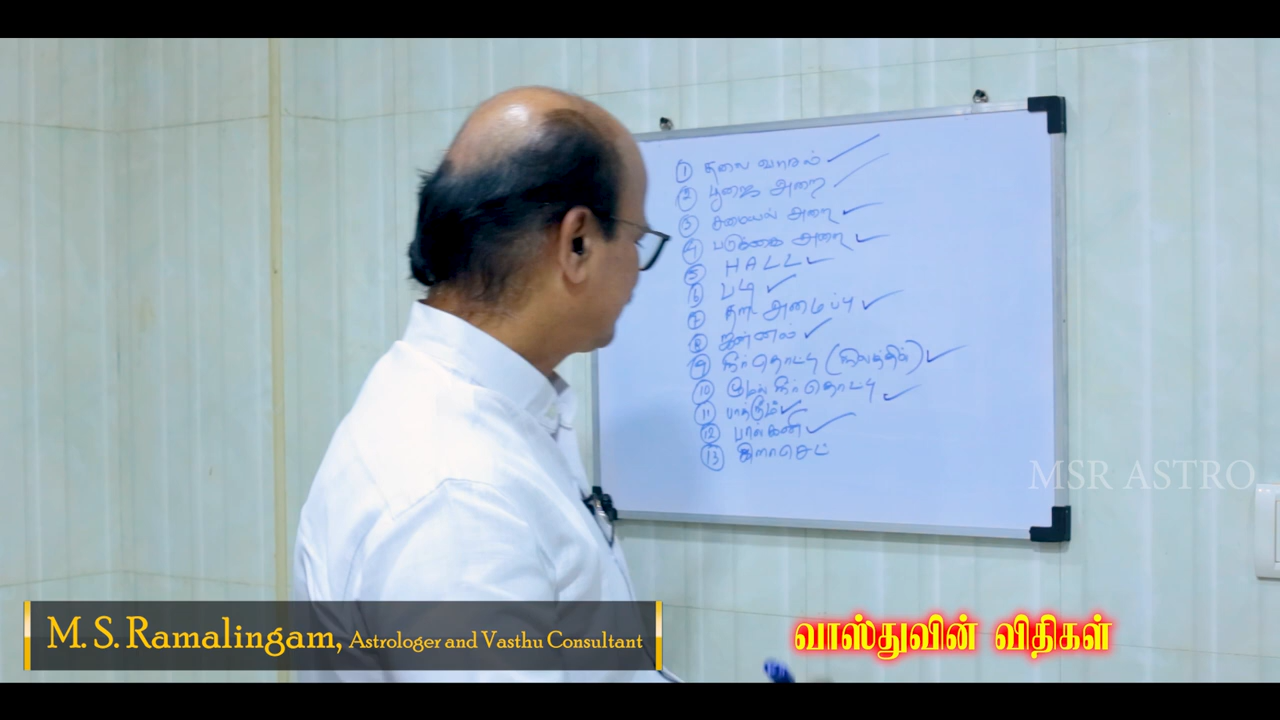 ① தலை வாசல்
② பூஜை அறை
③ சமையல் அறை
④ படுக்கை அறை
⑤ HALL
⑥ படி
⑦ தள அமைப்பு
⑧ ஜன்னல்
⑨ நீர் தொட்டி (நிலத்தில்)
⑩ மேல் நீர் தொட்டி
⑪ பாத்ரூம்
⑫ பால்கனி
⑬
MSR ASTRO
M. S. Ramalingam, Astrologer and Vasthu Consultant
வாஸ்துவின் விதிகள்